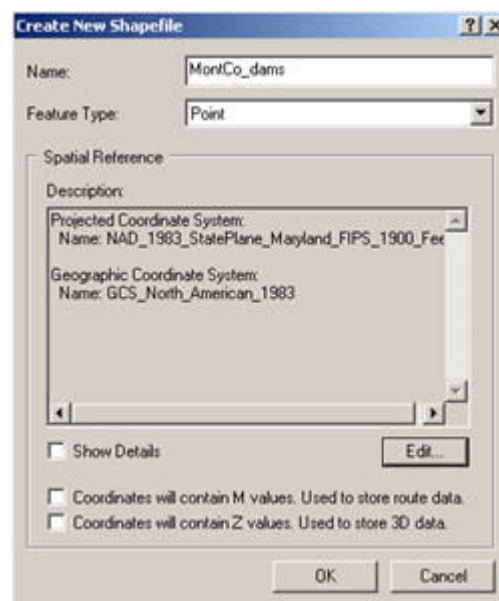 Create New Shapefile
Name: MontCo_dams
Feature Type: Point
Spatial Reference
Description:
Projected Coordinate System:
Name: NAD_1983_StatePlane_Maryland_FIPS_1900_Fee
Geographic Coordinate System:
Name: GCS_North_American_1983
Show Details
Edit...
Coordinates will contain M values. Used to store route data.
Coordinates will contain Z values. Used to store 3D data.
OK Cancel